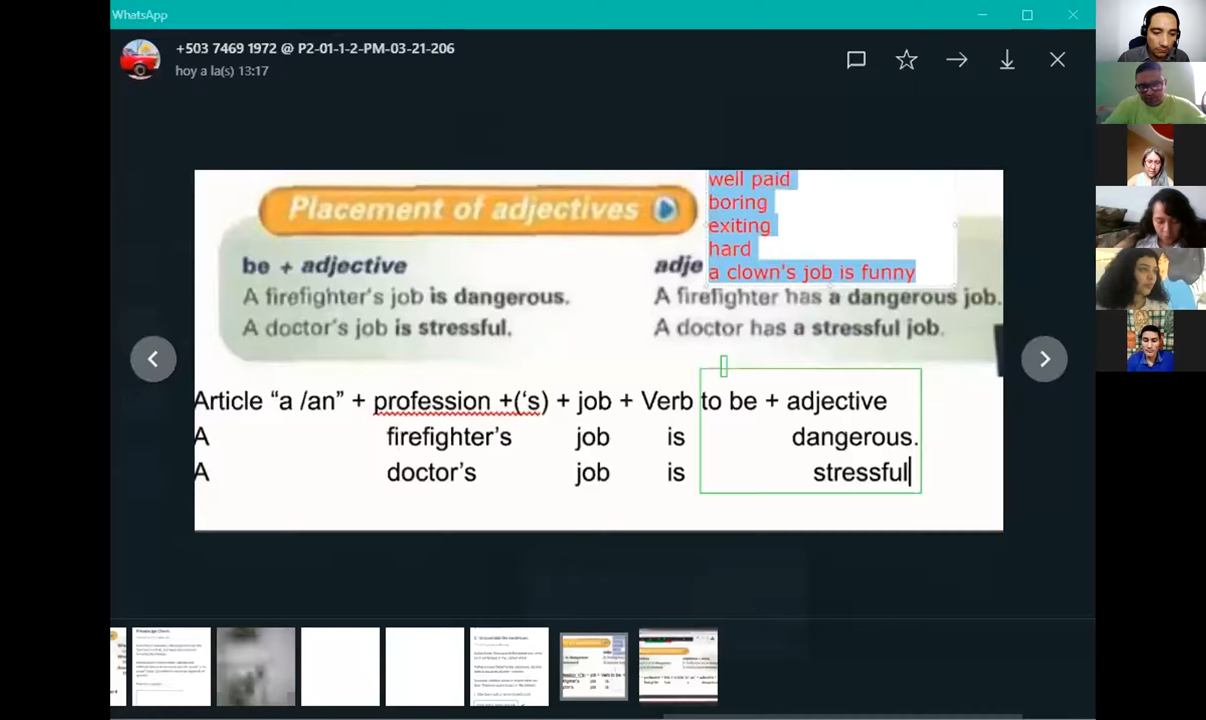 WhatsApp
+503 7469 1972 @ P2-01-1-2-PM-03-21-206
hoy a la(s) 13:17
well paid
boring
exiting
hard
a clown's job is funny
Placement of adjectives
be + adjective
adje
A firefighter's job is dangerous.
A firefighter has a dangerous job.
A doctor's job is stressful.
A doctor has a stressful job.
Article “a /an” + profession +(‘s) + job + Verb to be + adjective
A firefighter’s job is dangerous.
A doctor’s job is stressful